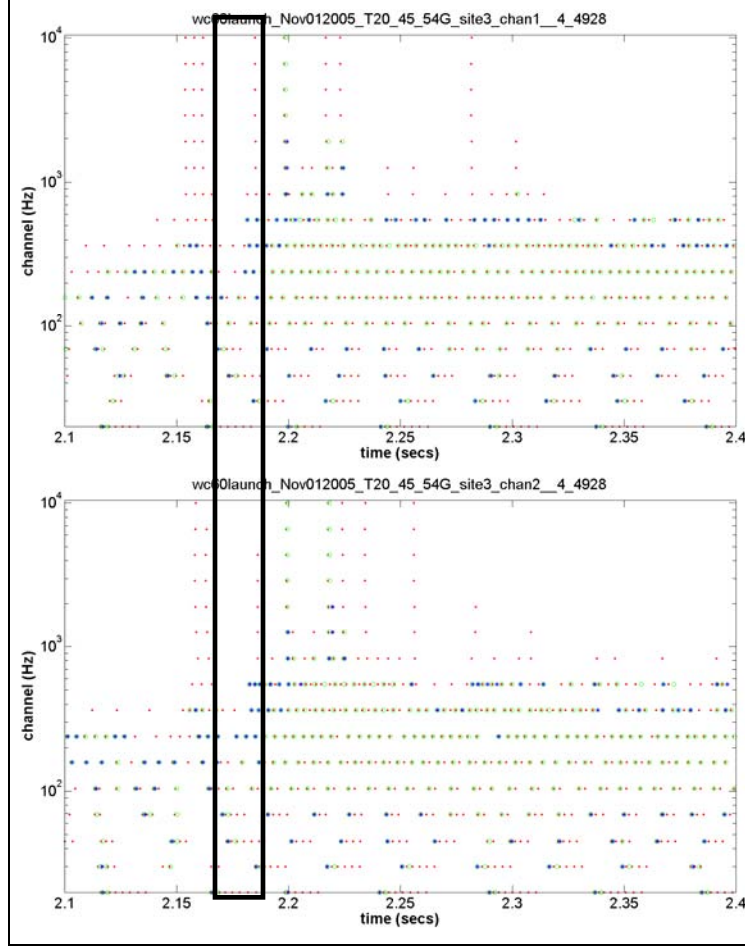 wc60launch_Nov012005_T20_45_54G_site3_chan1__4_4928
10^4
10^3
10^2
channel (Hz)
2.1 2.15 2.2 2.25 2.3 2.35 2.4
time (secs)
wc60launch_Nov012005_T20_45_54G_site3_chan2__4_4928
10^4
10^3
10^2
channel (Hz)
2.1 2.15 2.2 2.25 2.3 2.35 2.4
time (secs)